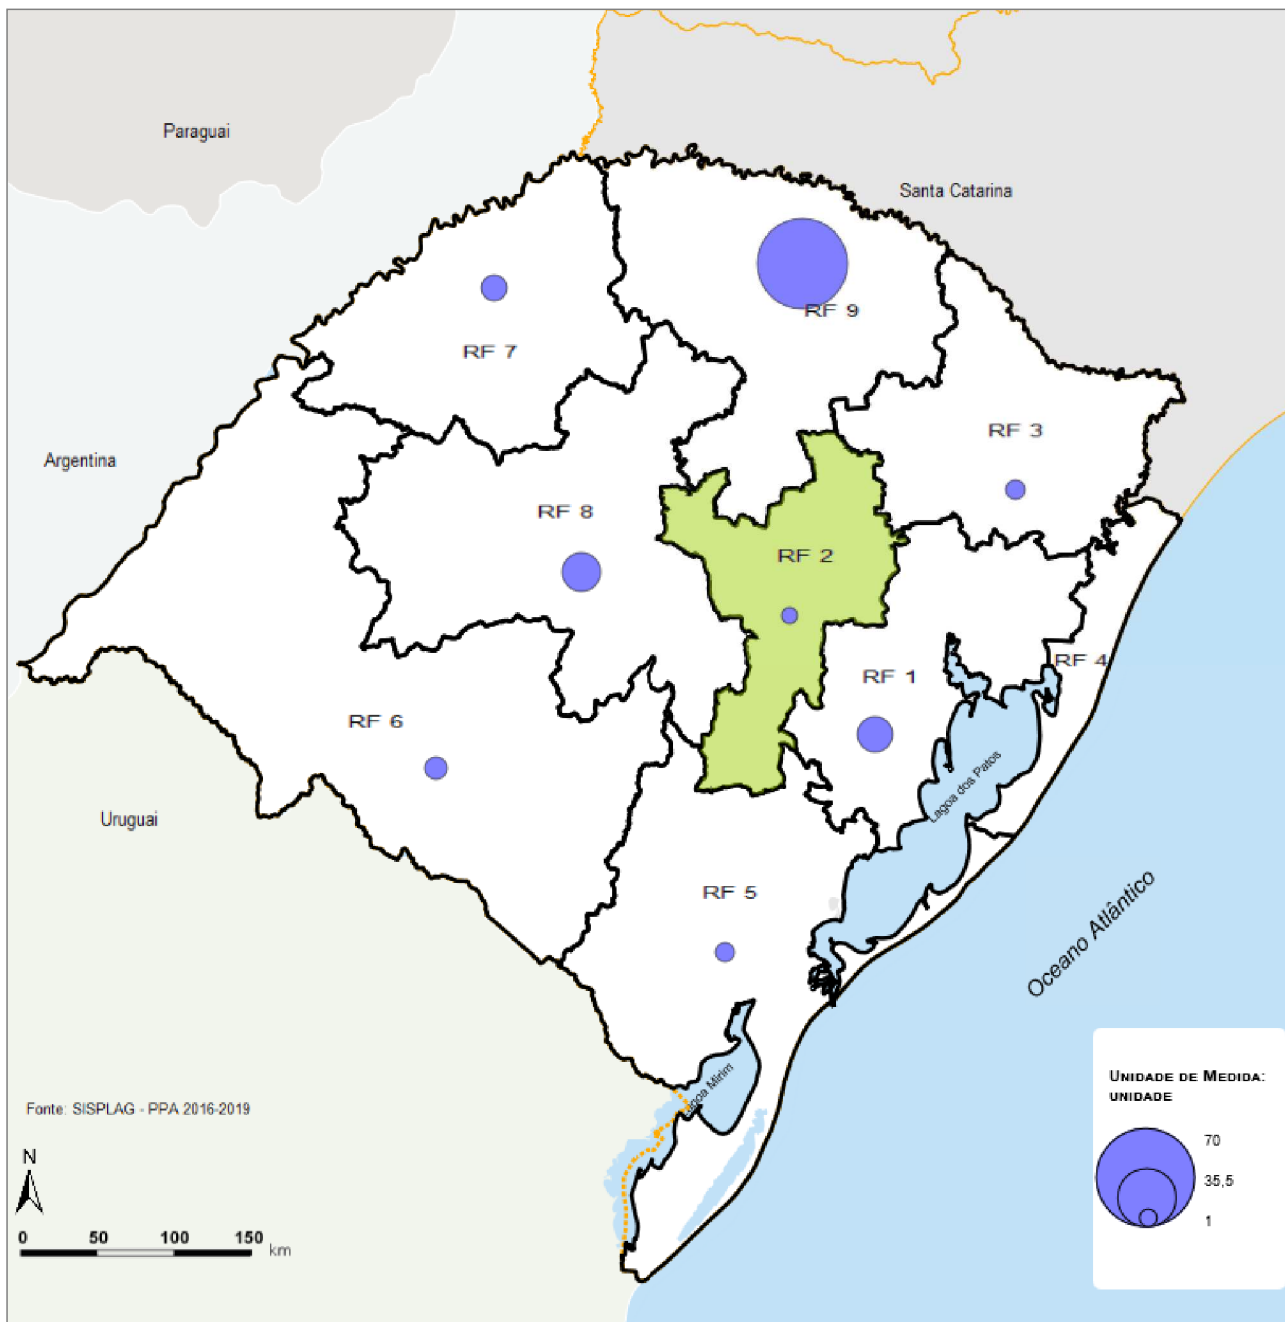 Paraguai
Santa Catarina
RF 9
RF 7
RF 3
Argentina
RF 8
RF 2
RF 4
RF 1
RF 6
Lagoa dos Patos
Uruguai
RF 5
Oceano Atlântico
Lagoa Mirim
UNIDADE DE MEDIDA:
UNIDADE
70
35,5
1
Fonte: SISPLAG - PPA 2016-2019
N
0 50 100 150
km